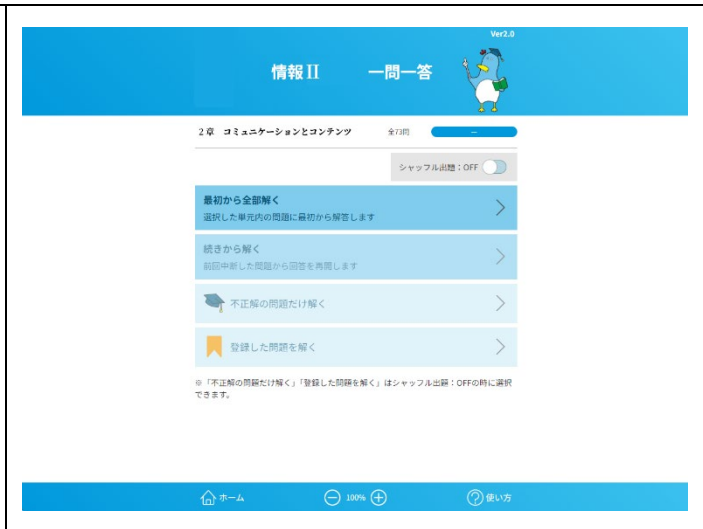 Ver2.0
情報Ⅱ 一問一答
2章 コミュニケーションとコンテンツ 全73問 －
シャッフル出題：OFF
最初から全部解く
選択した単元内の問題に最初から解答します
続きから解く
前回中断した問題から回答を再開します
不正解の問題だけ解く
登録した問題を解く
※「不正解の問題だけ解く」「登録した問題を解く」はシャッフル出題：OFFの時に選択
できます。
ホーム 100% 使い方